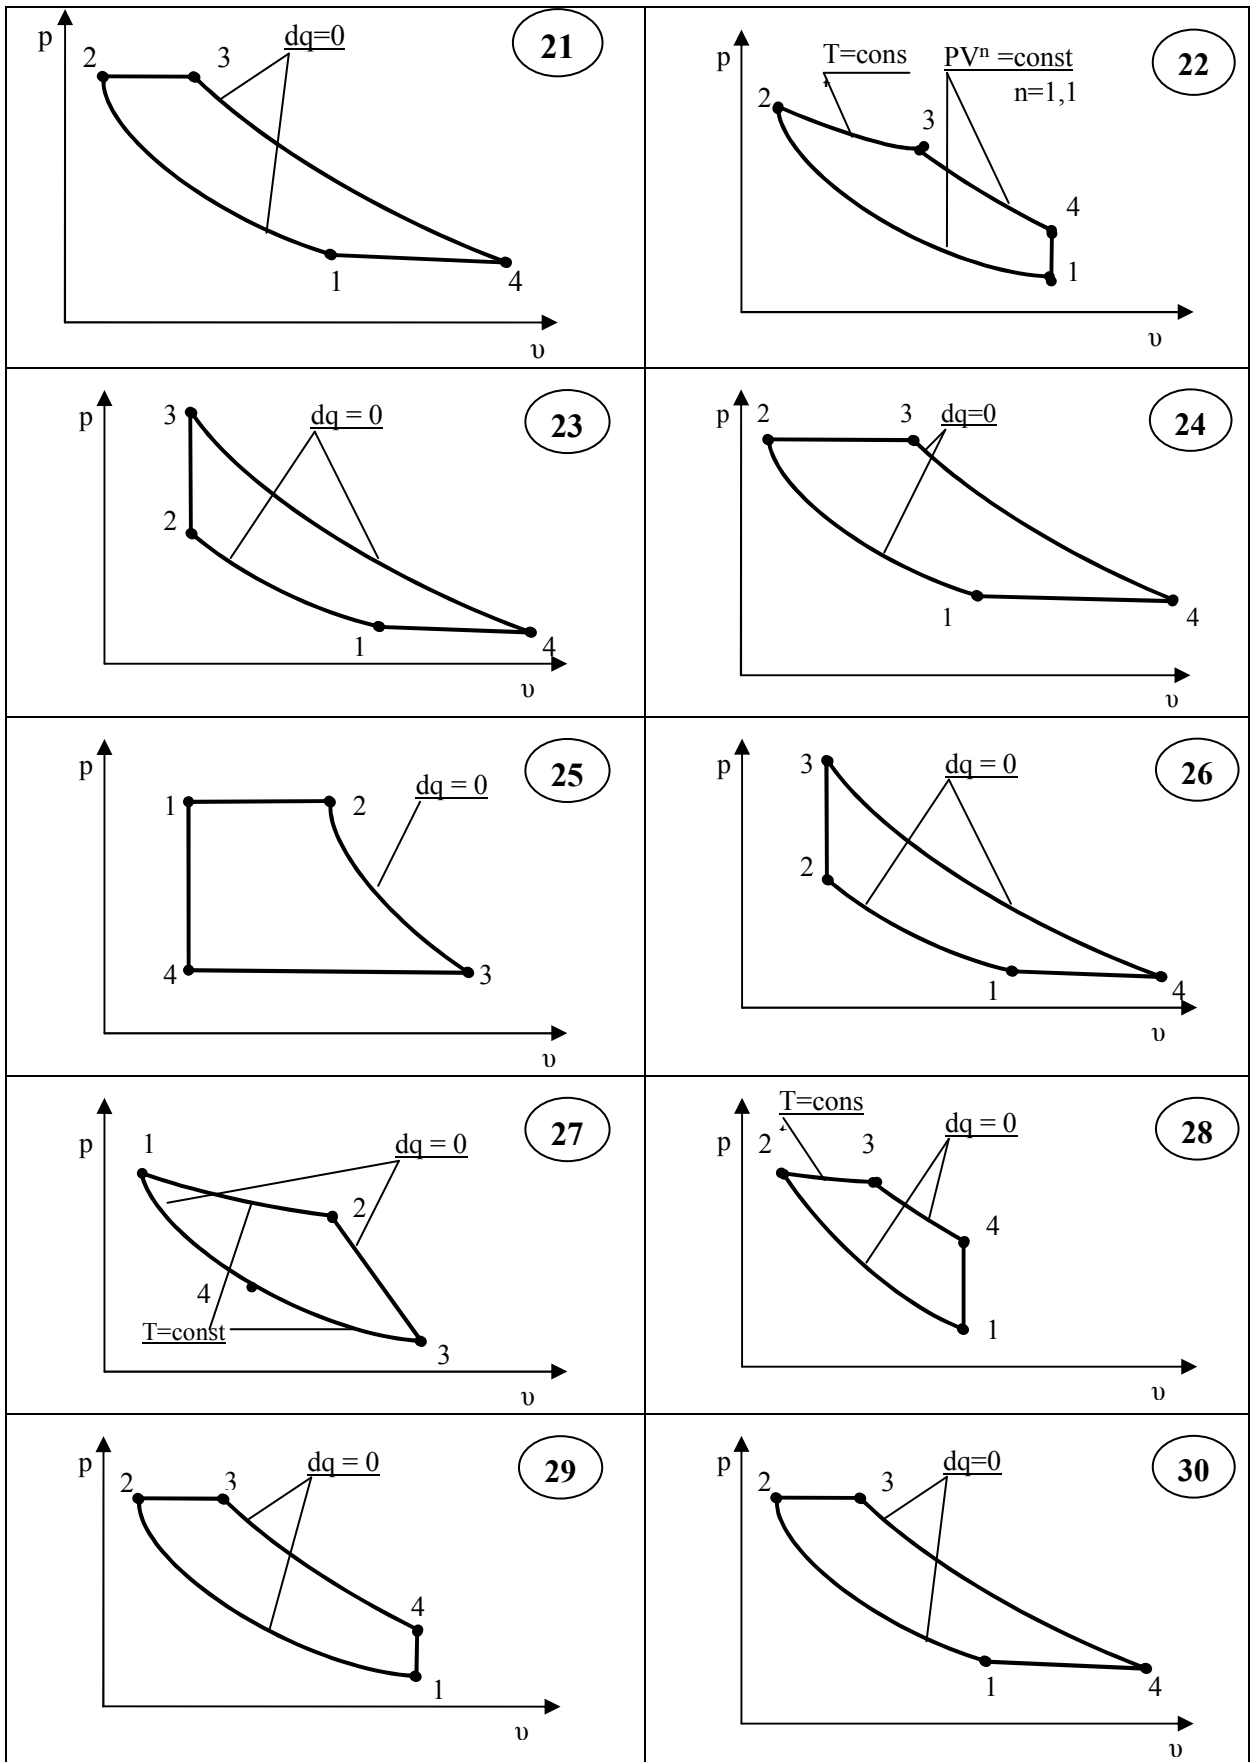 p
2
3
dq=0
21
1
4
υ
p
T=cons
PVⁿ =const
n=1,1
22
2
3
4
1
υ
p
3
dq = 0
23
2
1
4
υ
p
2
3
dq=0
24
1
4
υ
p
1
2
dq = 0
25
4
3
υ
p
3
dq = 0
26
2
1
4
υ
p
1
dq = 0
27
2
4
T=const
3
υ
T=cons
p
2
3
dq = 0
28
4
1
υ
p
2
3
dq = 0
29
4
1
υ
p
2
3
dq=0
30
1
4
υ